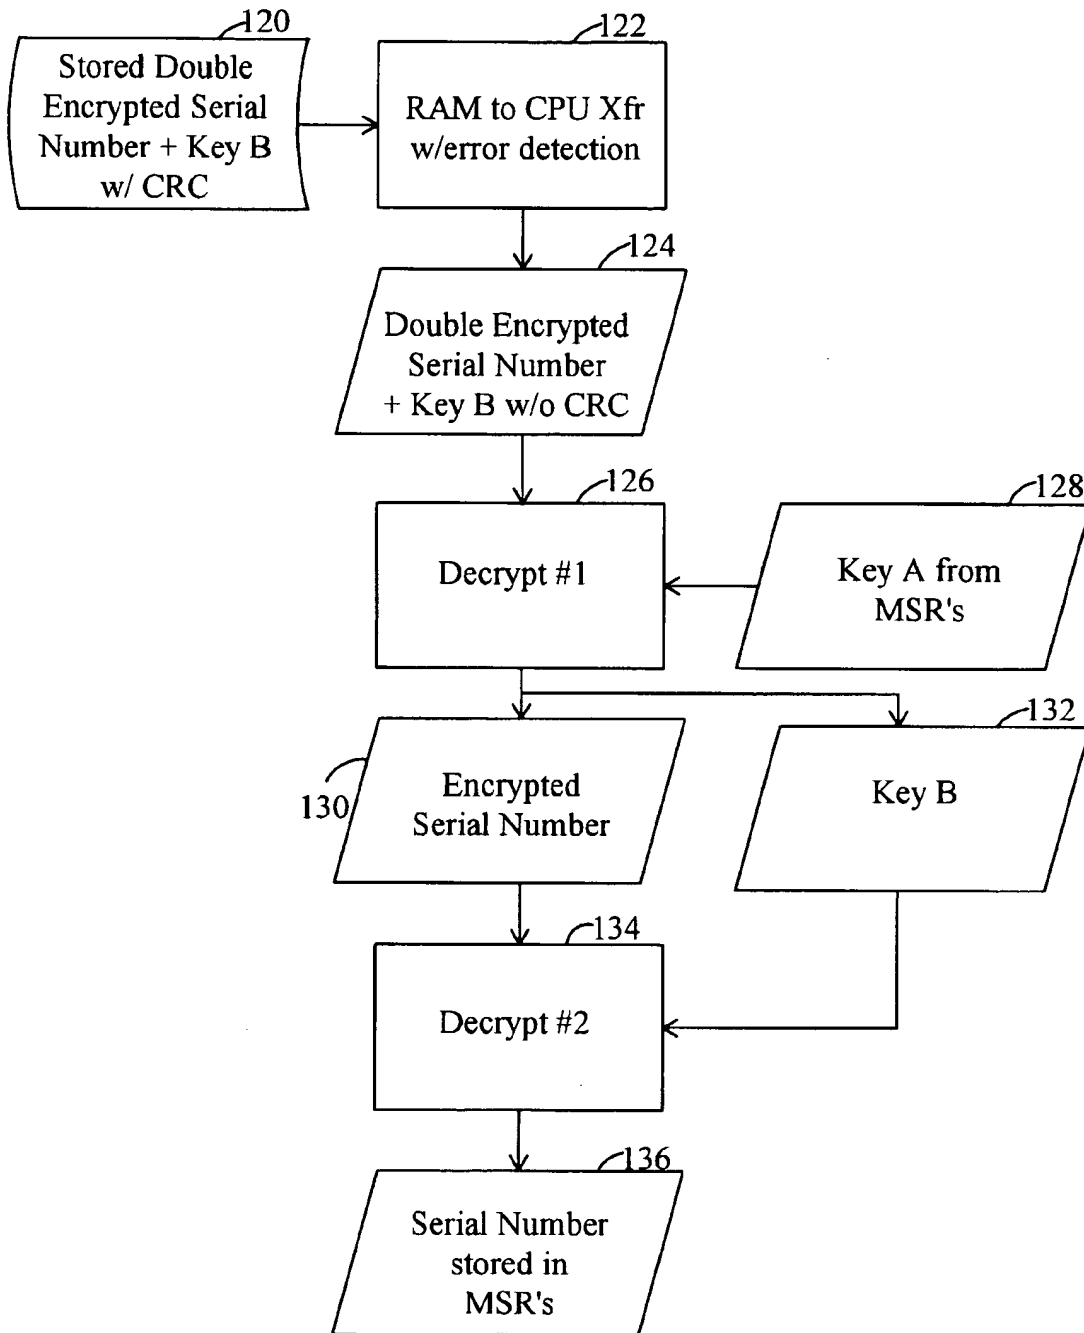 120
Stored Double
Encrypted Serial
Number + Key B
w/ CRC
122
RAM to CPU Xfr
w/error detection
124
Double Encrypted
Serial Number
+ Key B w/o CRC
126
Decrypt #1
128
Key A from
MSR's
130
Encrypted
Serial Number
132
Key B
134
Decrypt #2
136
Serial Number
stored in
MSR's